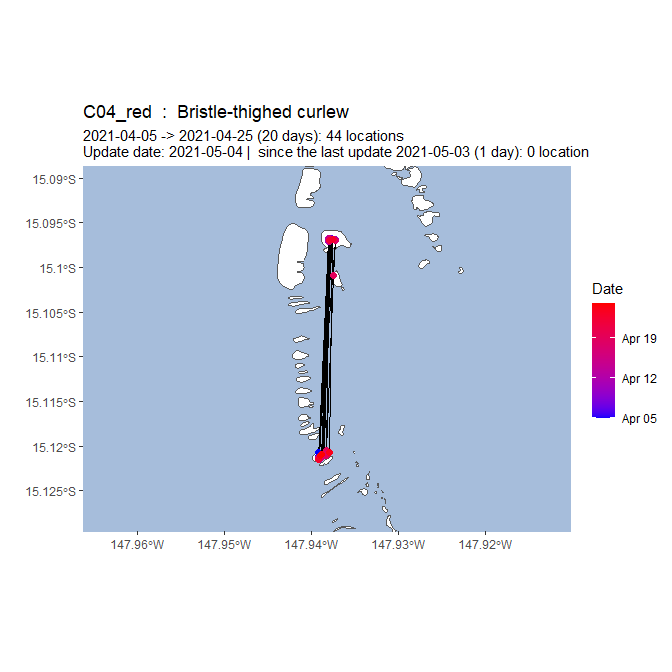 C04_red  :  Bristle-thighed curlew
2021-04-05 -> 2021-04-25 (20 days): 44 locations
Update date: 2021-05-04 |  since the last update 2021-05-03 (1 day): 0 location
15.09°S
15.095°S
15.1°S
15.105°S
15.11°S
15.115°S
15.12°S
15.125°S
147.96°W
147.95°W
147.94°W
147.93°W
147.92°W
Date
Apr 19
Apr 12
Apr 05